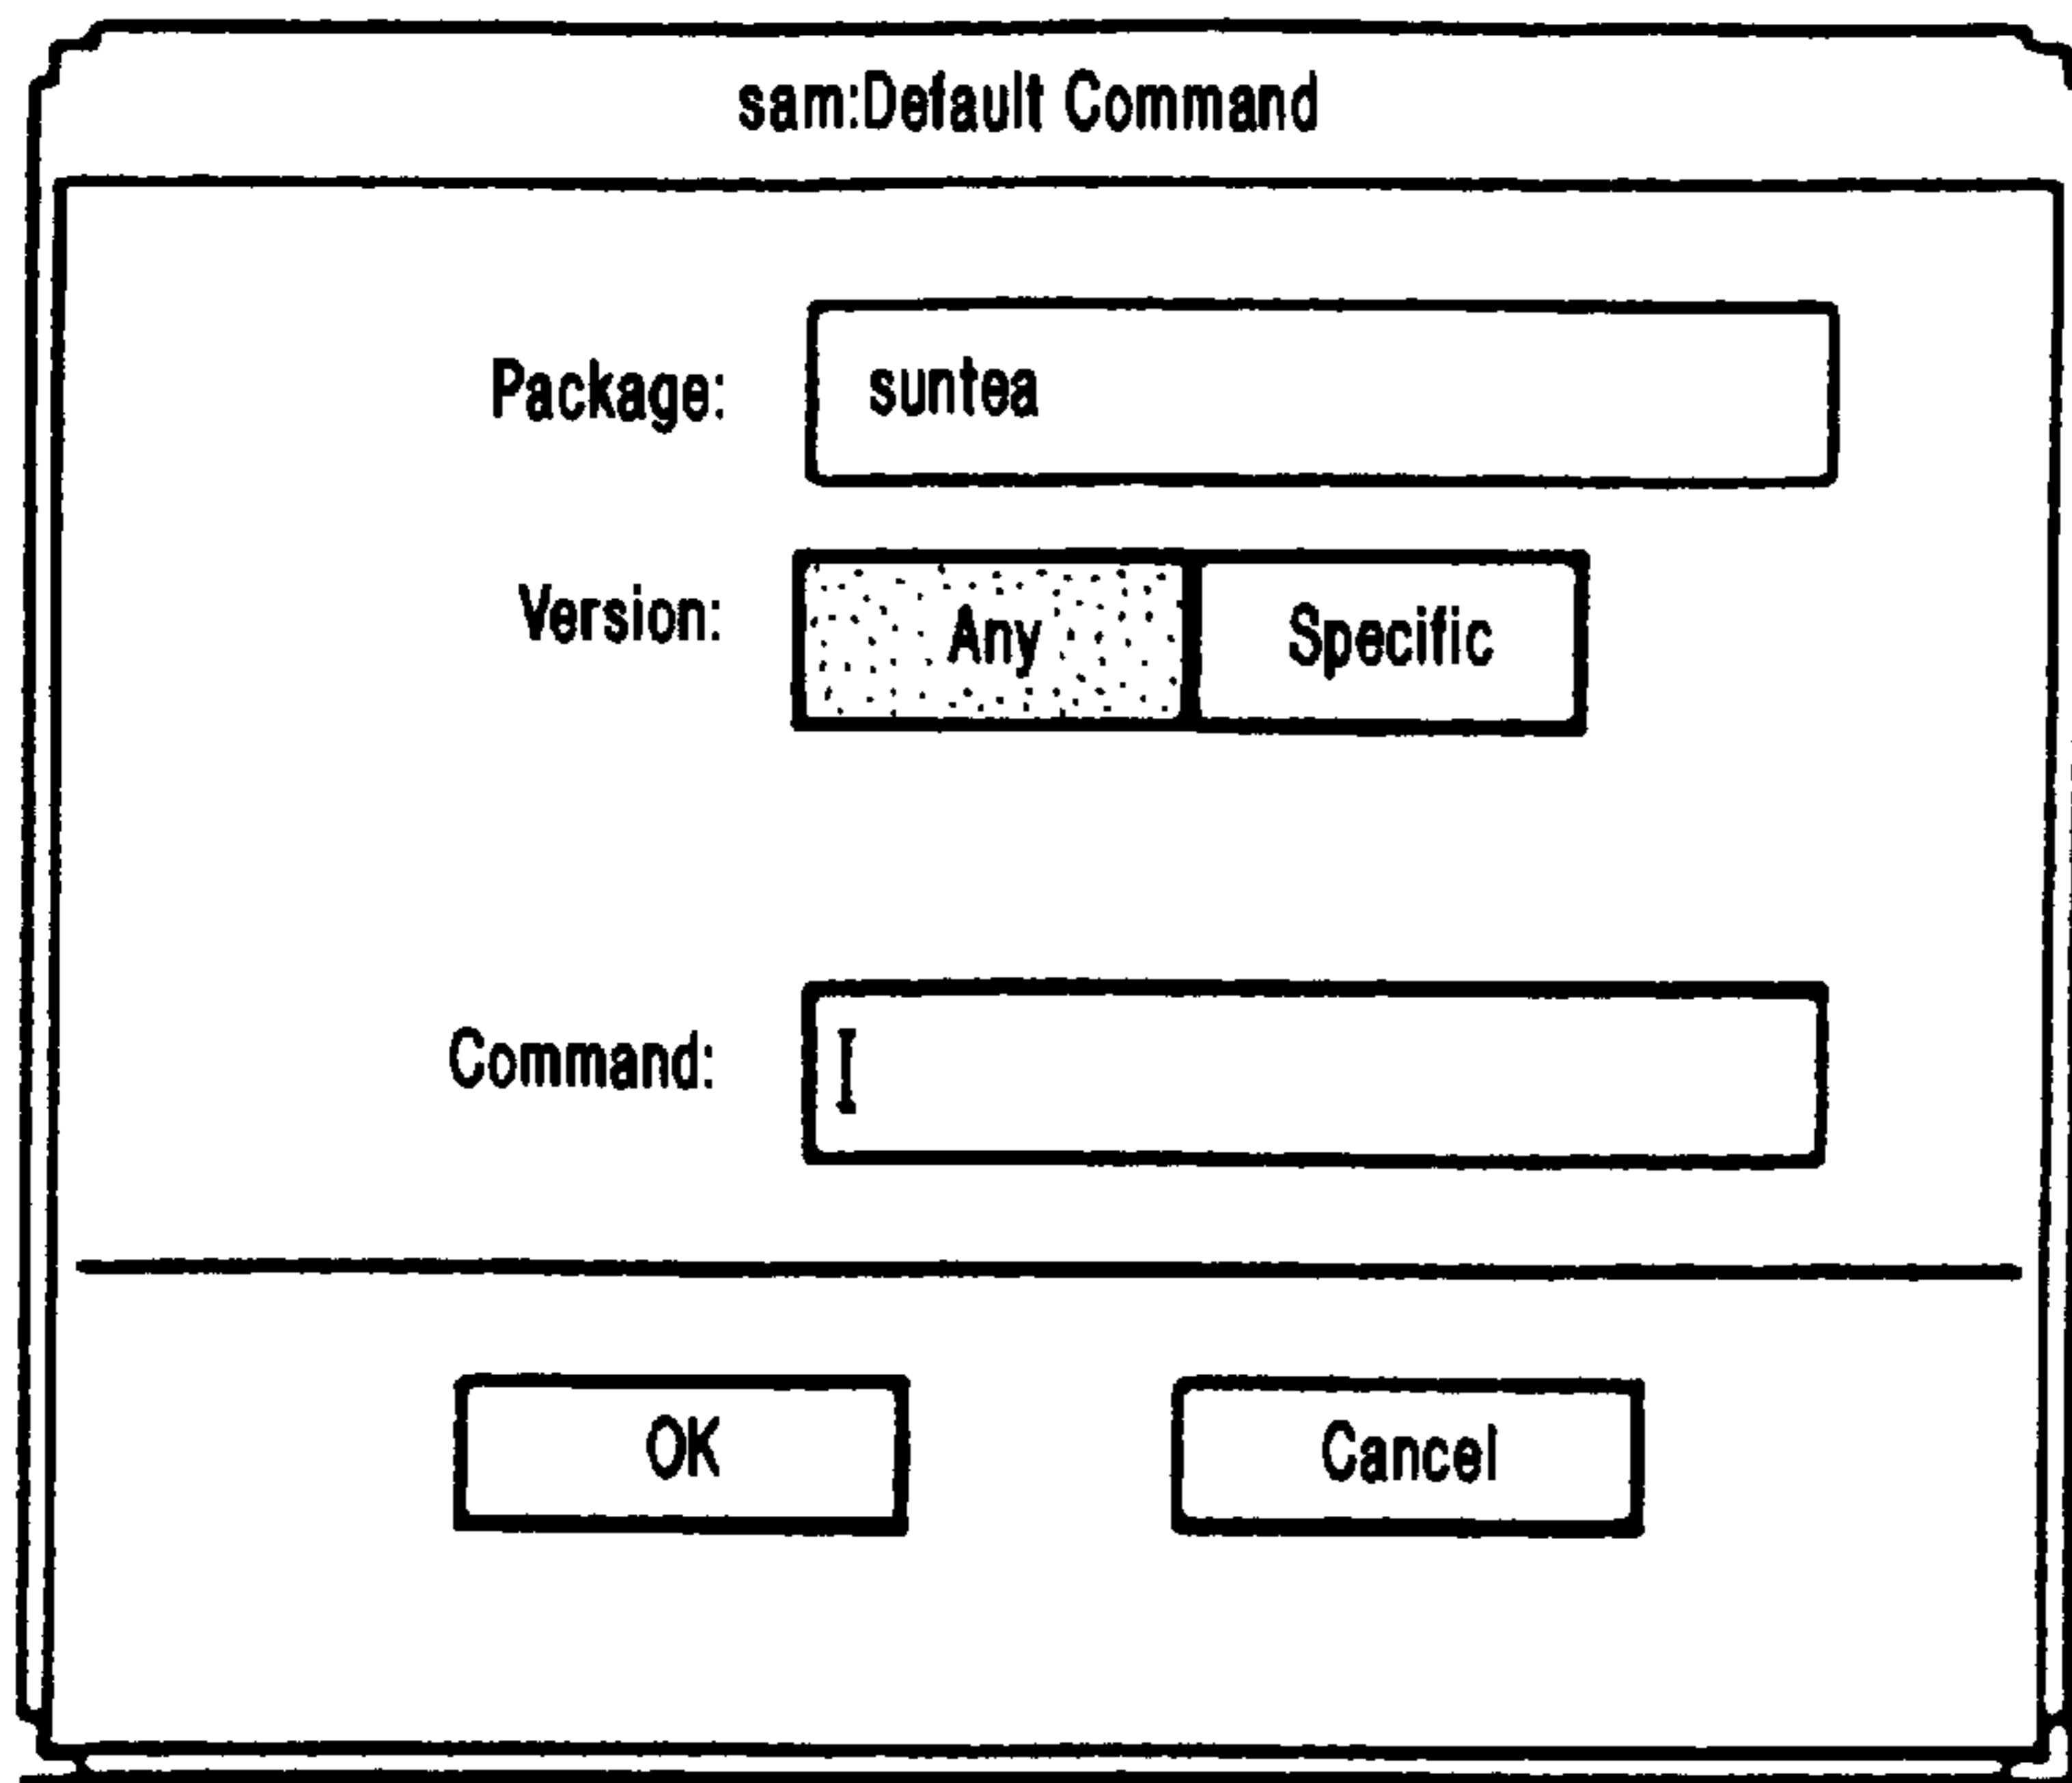 sam:Default Command
Package: suntea
Version: Any Specific
Command:
OK Cancel